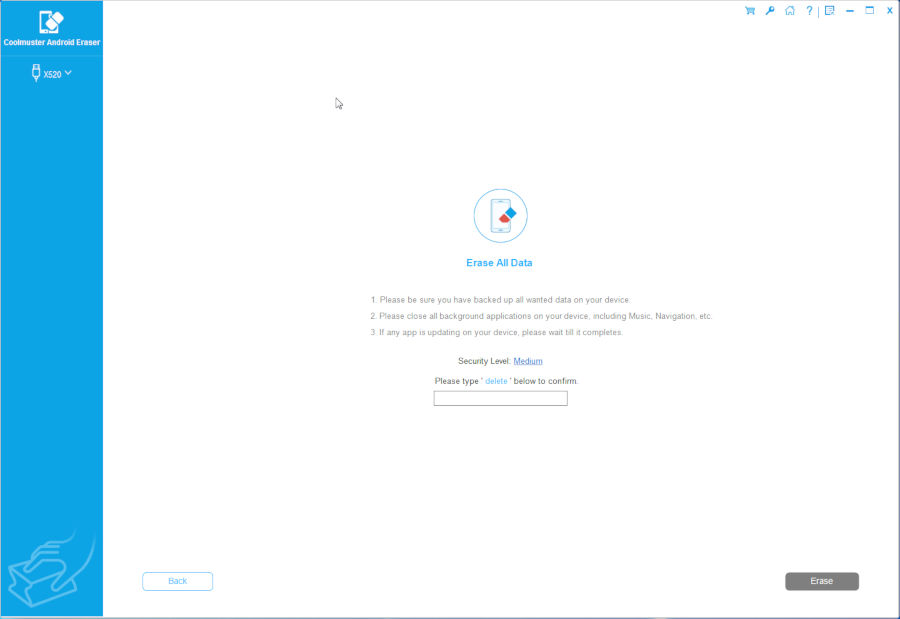 Coolmuster Android Eraser
X520
Erase All Data
1. Please be sure you have backed up all wanted data on your device.
2. Please close all background applications on your device, including Music, Navigation, etc.
3. If any app is updating on your device, please wait till it completes.
Security Level: Medium
Please type ' delete ' below to confirm.
Back
Erase